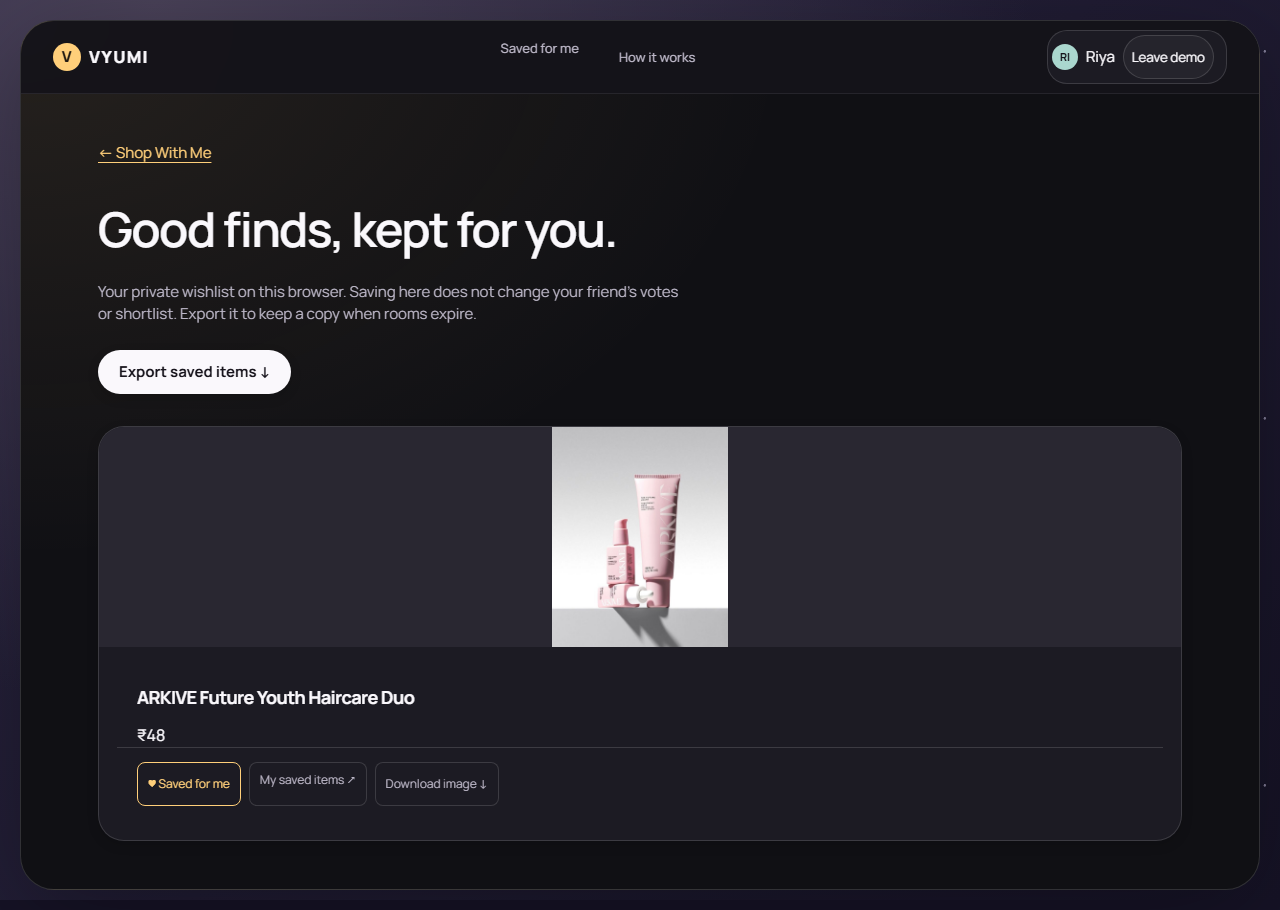 V VYUMI
Saved for me
How it works
RI Riya Leave demo
← Shop With Me
Good finds, kept for you.
Your private wishlist on this browser. Saving here does not change your friend's votes
or shortlist. Export it to keep a copy when rooms expire.
Export saved items ↓
ARKIVE
ARKIVE Future Youth Haircare Duo
₹48
♥ Saved for me
My saved items ↗
Download image ↓